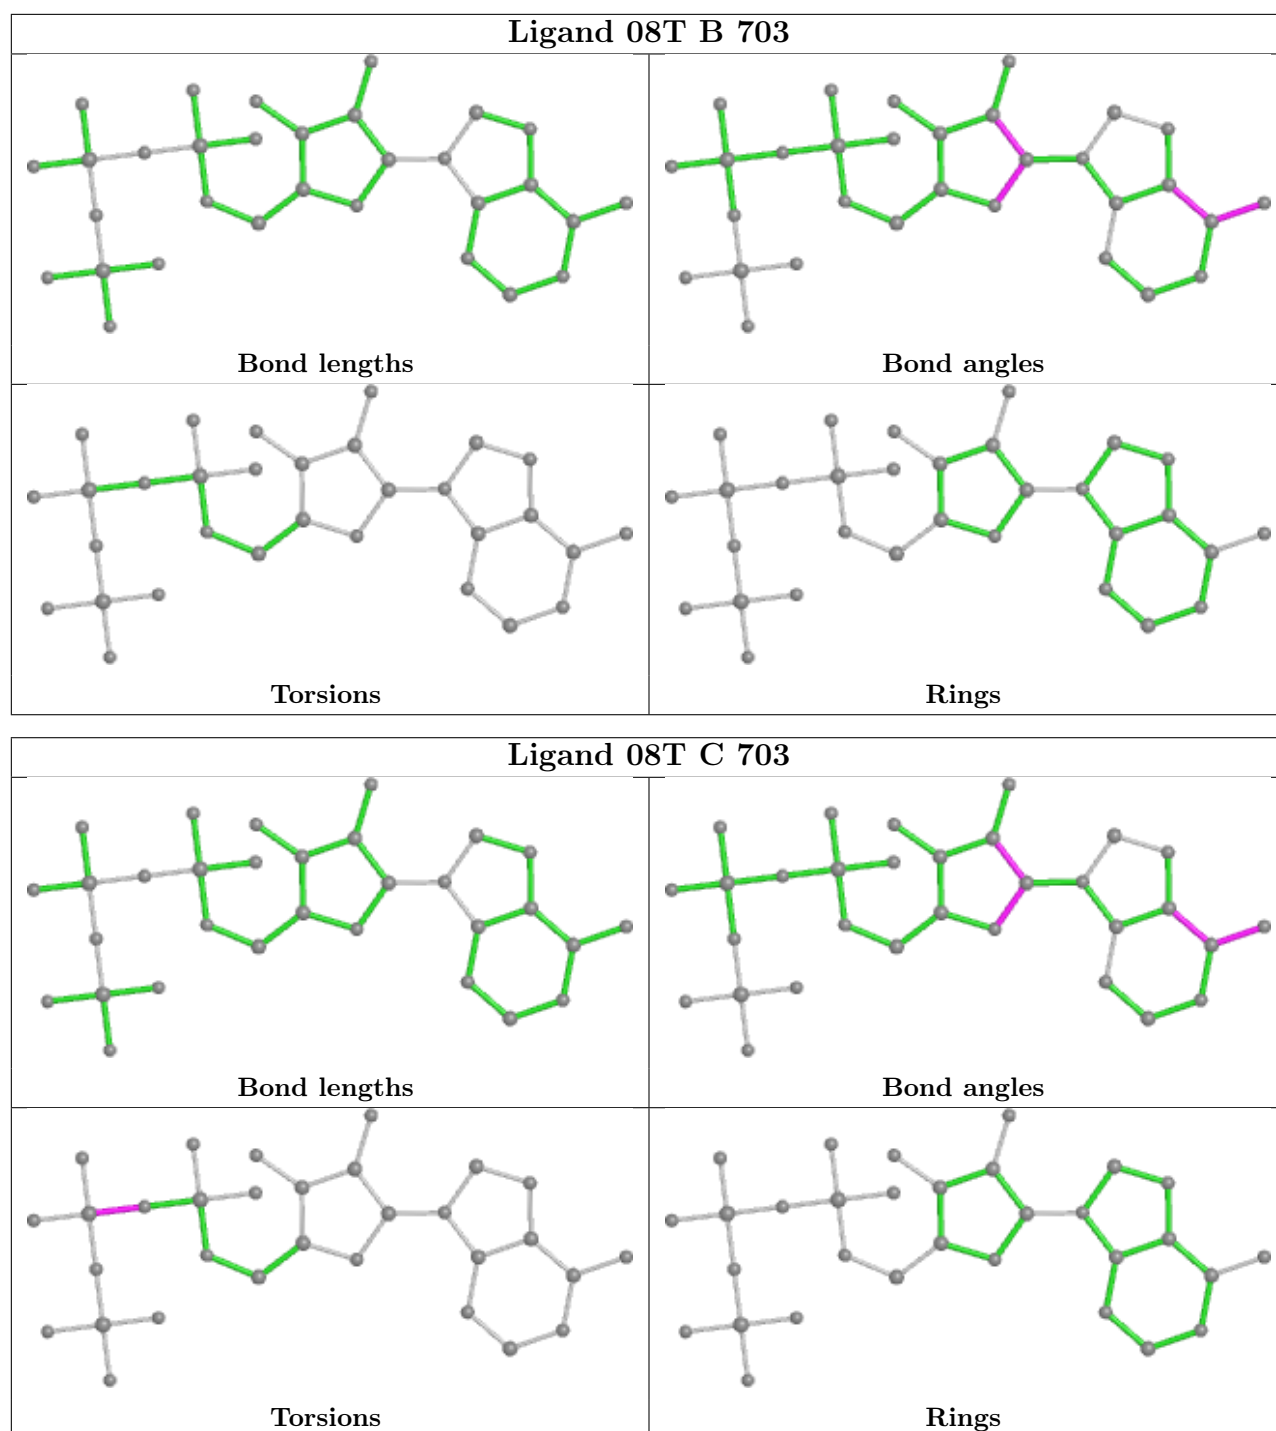 Ligand 08T B 703
Bond lengths
Bond angles
Torsions
Rings
Ligand 08T C 703
Bond lengths
Bond angles
Torsions
Rings